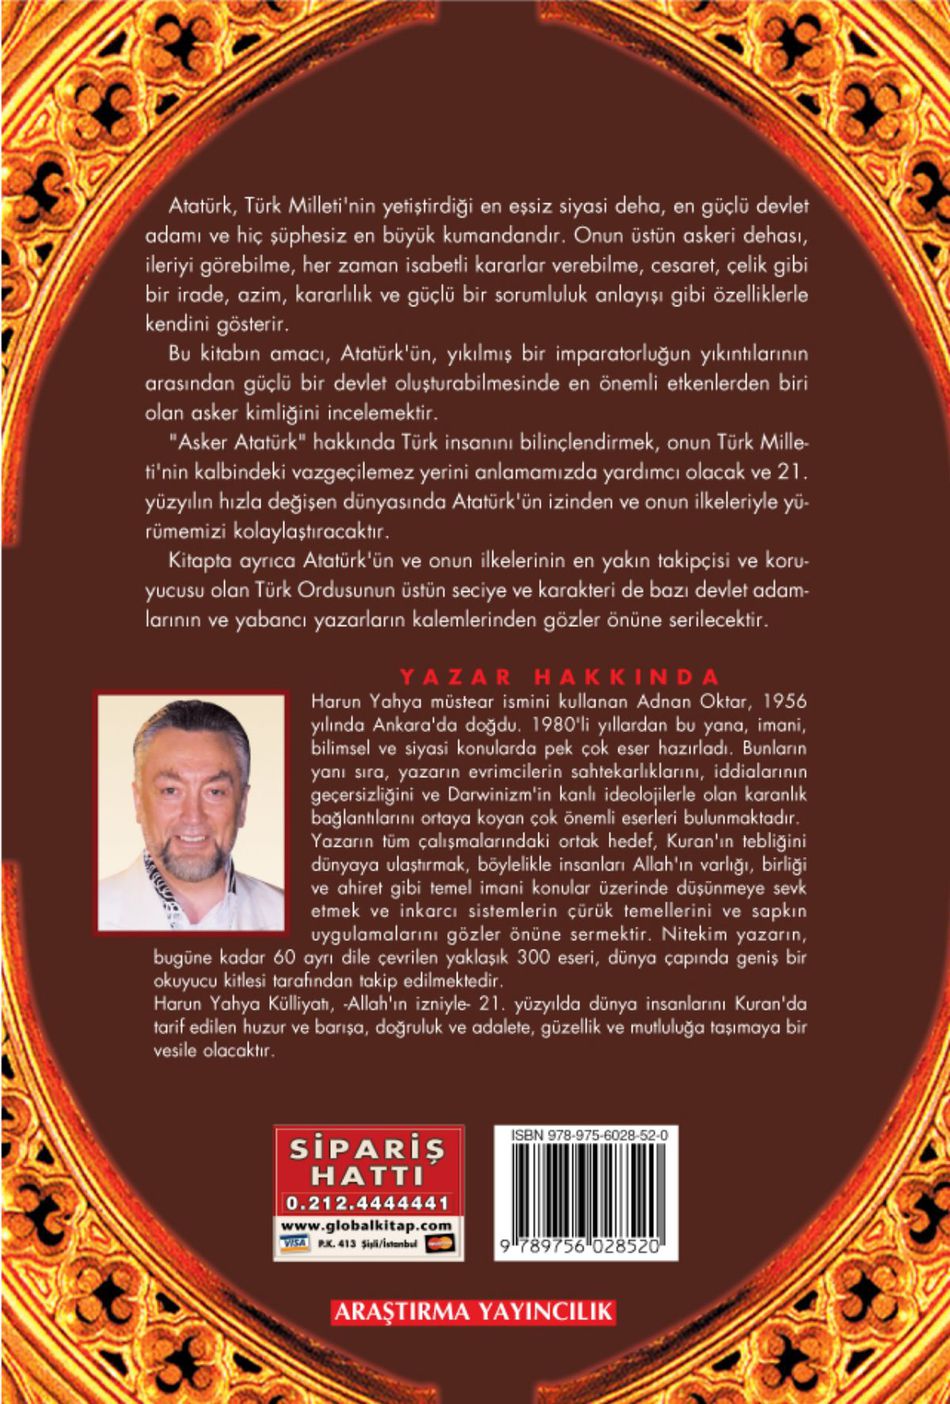 Atatürk, Türk Milleti'nin yetiştirdiği en eşsiz siyasi deha, en güçlü devlet
adamı ve hiç şüphesiz en büyük kumandandır. Onun üstün askeri dehası,
ileriyi görebilme, her zaman isabetli kararlar verebilme, cesaret, çelik gibi
bir irade, azim, kararlılık ve güçlü bir sorumluluk anlayışı gibi özelliklerle
kendini gösterir.
Bu kitabın amacı, Atatürk'ün, yıkılmış bir imparatorluğun yıkıntılarının
arasından güçlü bir devlet oluşturabilmesinde en önemli etkenlerden biri
olan asker kimliğini incelemektir.
"Asker Atatürk" hakkında Türk insanını bilinçlendirmek, onun Türk Mille-
ti'nin kalbindeki vazgeçilemez yerini anlamamızda yardımcı olacak ve 21.
yüzyılın hızla değişen dünyasında Atatürk'ün izinden ve onun ilkeleriyle yü-
rümemizi kolaylaştıracaktır.
Kitapta ayrıca Atatürk'ün ve onun ilkelerinin en yakın takipçisi ve koru-
yucusu olan Türk Ordusunun üstün seciye ve karakteri de bazı devlet adam-
larının ve yabancı yazarların kalemlerinden gözler önüne serilecektir.
YAZAR HAKKINDA
Harun Yahya müstear ismini kullanan Adnan Oktar, 1956
yılında Ankara'da doğdu. 1980'li yıllardan bu yana, imani,
bilimsel ve siyasi konularda pek çok eser hazırladı. Bunların
yanı sıra, yazarın evrimcilerin sahtekarlıklarını, iddialarının
geçersizliğini ve Darwinizm'in kanlı ideolojilerle olan karanlık
bağlantılarını ortaya koyan çok önemli eserleri bulunmaktadır.
Yazarın tüm çalışmalarındaki ortak hedef, Kuran'ın tebliğini
dünyaya ulaştırmak, böylelikle insanları Allah'ın varlığı, birliği
ve ahiret gibi temel imani konular üzerinde düşünmeye sevk
etmek ve inkarcı sistemlerin çürük temellerini ve sapkın
uygulamalarını gözler önüne sermektir. Nitekim yazarın,
bugüne kadar 60 ayrı dile çevrilen yaklaşık 300 eseri, dünya çapında geniş bir
okuyucu kitlesi tarafından takip edilmektedir.
Harun Yahya Külliyatı, -Allah'ın izniyle- 21. yüzyılda dünya insanlarını Kuran'da
tarif edilen huzur ve barışa, doğruluk ve adalete, güzellik ve mutluluğa taşımaya bir
vesile olacaktır.
SİPARİŞ
HATTI
0.212.4444441
www.globalkitap.com
VISA P.K. 413 Şişli/İstanbul MasterCard
ISBN 978-975-6028-52-0
9 789756 028520
ARAŞTIRMA YAYINCILIK